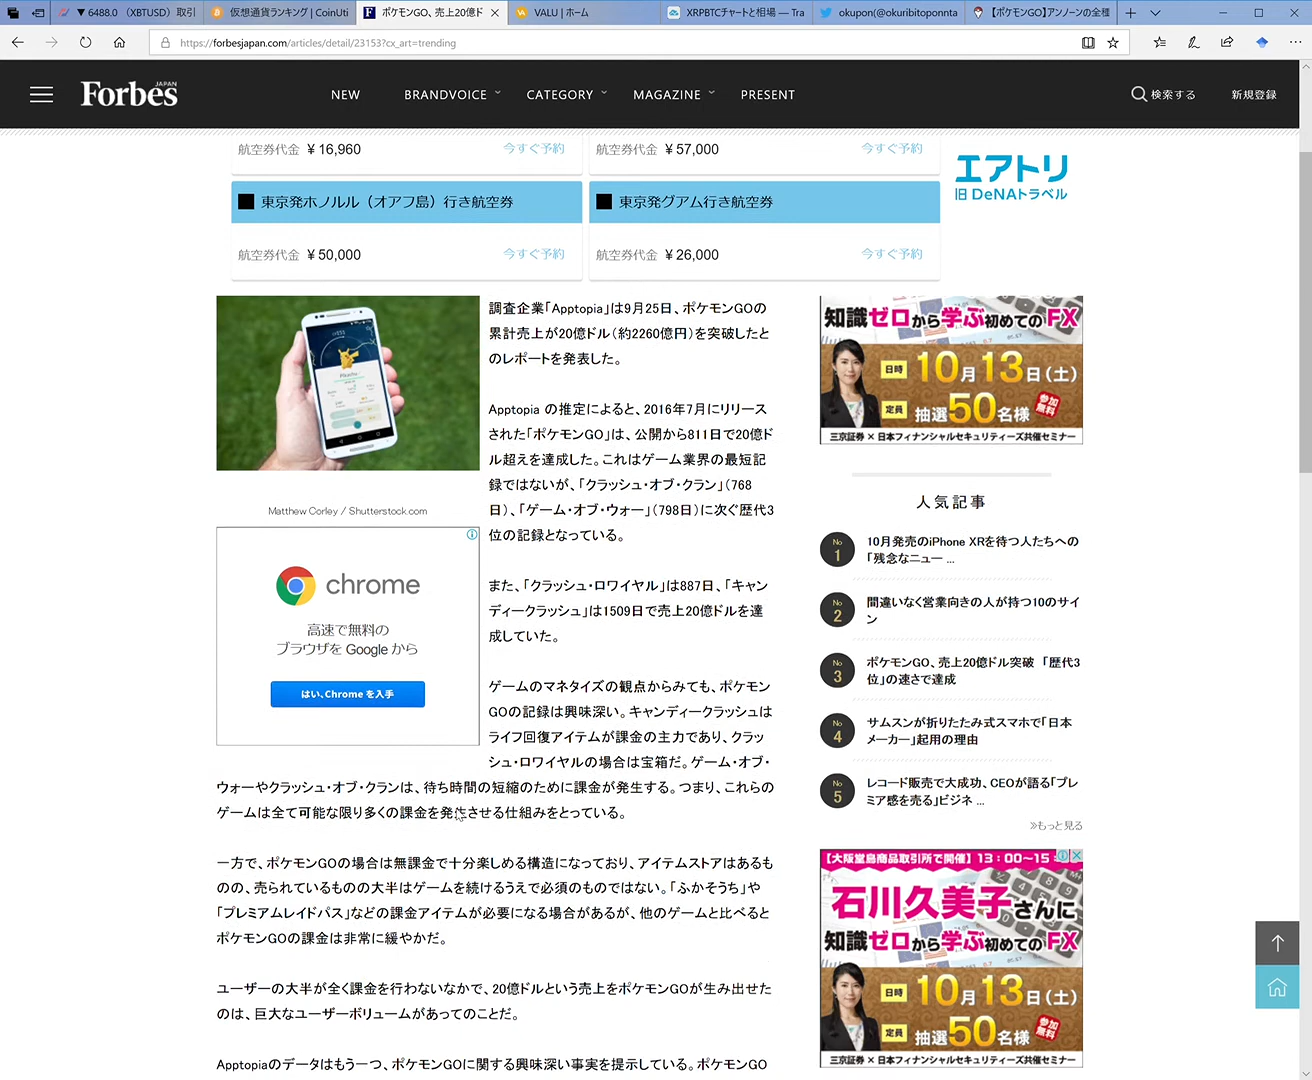 ▼ 6488.0 （XBTUSD）取引
仮想通貨ランキング | CoinUti
ポケモンGO、売上20億ド
VALU | ホーム
XRPBTCチャートと相場 — Tra
okupon(@okuribitoponnta
【ポケモンGO】アンノーンの全種
https://forbesjapan.com/articles/detail/23153?cx_art=trending
Forbes JAPAN
NEW
BRANDVOICE
CATEGORY
MAGAZINE
PRESENT
検索する
新規登録
航空券代金 ¥ 16,960 今すぐ予約
航空券代金 ¥ 57,000 今すぐ予約
東京発ホノルル（オアフ島）行き航空券
東京発グアム行き航空券
航空券代金 ¥ 50,000 今すぐ予約
航空券代金 ¥ 26,000 今すぐ予約
エアトリ
旧 DeNAトラベル
調査企業「Apptopia」は9月25日、ポケモンGOの
累計売上が20億ドル（約2260億円）を突破したと
のレポートを発表した。
Apptopia の推定によると、2016年7月にリリース
された「ポケモンGO」は、公開から811日で20億ド
ル超えを達成した。これはゲーム業界の最短記
録ではないが、「クラッシュ・オブ・クラン」（768
日）、「ゲーム・オブ・ウォー」（798日）に次ぐ歴代3
位の記録となっている。
Matthew Corley / Shutterstock.com
chrome
高速で無料の
ブラウザを Google から
はい、Chrome を入手
また、「クラッシュ・ロワイヤル」は887日、「キャン
ディークラッシュ」は1509日で売上20億ドルを達
成していた。
ゲームのマネタイズの観点からみても、ポケモン
GOの記録は興味深い。キャンディークラッシュは
ライフ回復アイテムが課金の主力であり、クラッ
シュ・ロワイヤルの場合は宝箱だ。ゲーム・オブ・
ウォーやクラッシュ・オブ・クランは、待ち時間の短縮のために課金が発生する。つまり、これらの
ゲームは全て可能な限り多くの課金を発生させる仕組みをとっている。
一方で、ポケモンGOの場合は無課金で十分楽しめる構造になっており、アイテムストアはあるも
のの、売られているものの大半はゲームを続けるうえで必須のものではない。「ふかそうち」や
「プレミアムレイドパス」などの課金アイテムが必要になる場合があるが、他のゲームと比べると
ポケモンGOの課金は非常に緩やかだ。
ユーザーの大半が全く課金を行わないなかで、20億ドルという売上をポケモンGOが生み出せた
のは、巨大なユーザーボリュームがあってのことだ。
Apptopiaのデータはもう一つ、ポケモンGOに関する興味深い事実を提示している。ポケモンGO
知識ゼロから学ぶ初めてのFX
日時 10月13日（土）
定員 抽選50名様 参加無料
三京証券 × 日本フィナンシャルセキュリティーズ共催セミナー
人気記事
No 1
10月発売のiPhone XRを待つ人たちへの
「残念なニュー ...
No 2
間違いなく営業向きの人が持つ10のサイ
ン
No 3
ポケモンGO、売上20億ドル突破 「歴代3
位」の速さで達成
No 4
サムスンが折りたたみ式スマホで「日本
メーカー」起用の理由
No 5
レコード販売で大成功、CEOが語る「プレ
ミア感を売る」ビジネ ...
≫もっと見る
【大阪堂島商品取引所で開催】13：00〜15
石川久美子さんに
知識ゼロから学ぶ初めてのFX
日時 10月13日（土）
定員 抽選50名様 参加無料
三京証券 × 日本フィナンシャルセキュリティーズ共催セミナー